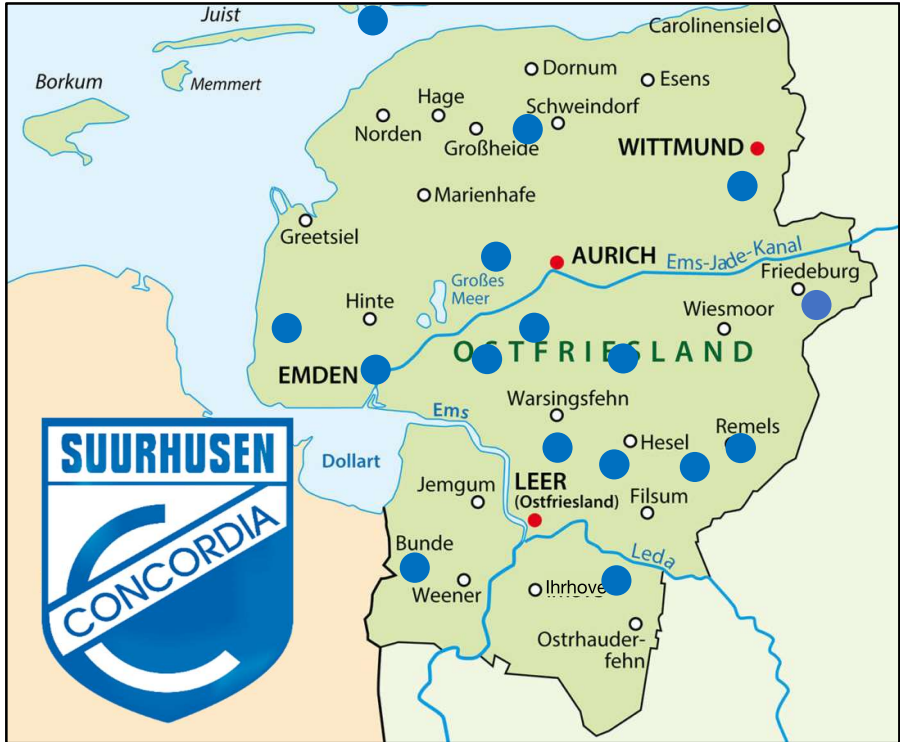 Juist
Carolinensiel
Borkum
Memmert
Dornum
Esens
Hage
Schweindorf
Norden
Großheide
WITTMUND
Marienhafe
Greetsiel
AURICH
Ems-Jade-Kanal
Friedeburg
Großes
Meer
Hinte
Wiesmoor
OSTFRIESLAND
EMDEN
Warsingsfehn
Ems
Remels
Hesel
SUURHUSEN
Dollart
LEER
(Ostfriesland)
Jemgum
Filsum
CONCORDIA
Bunde
Leda
Weener
Ihrhove
Ostrhauder-
fehn